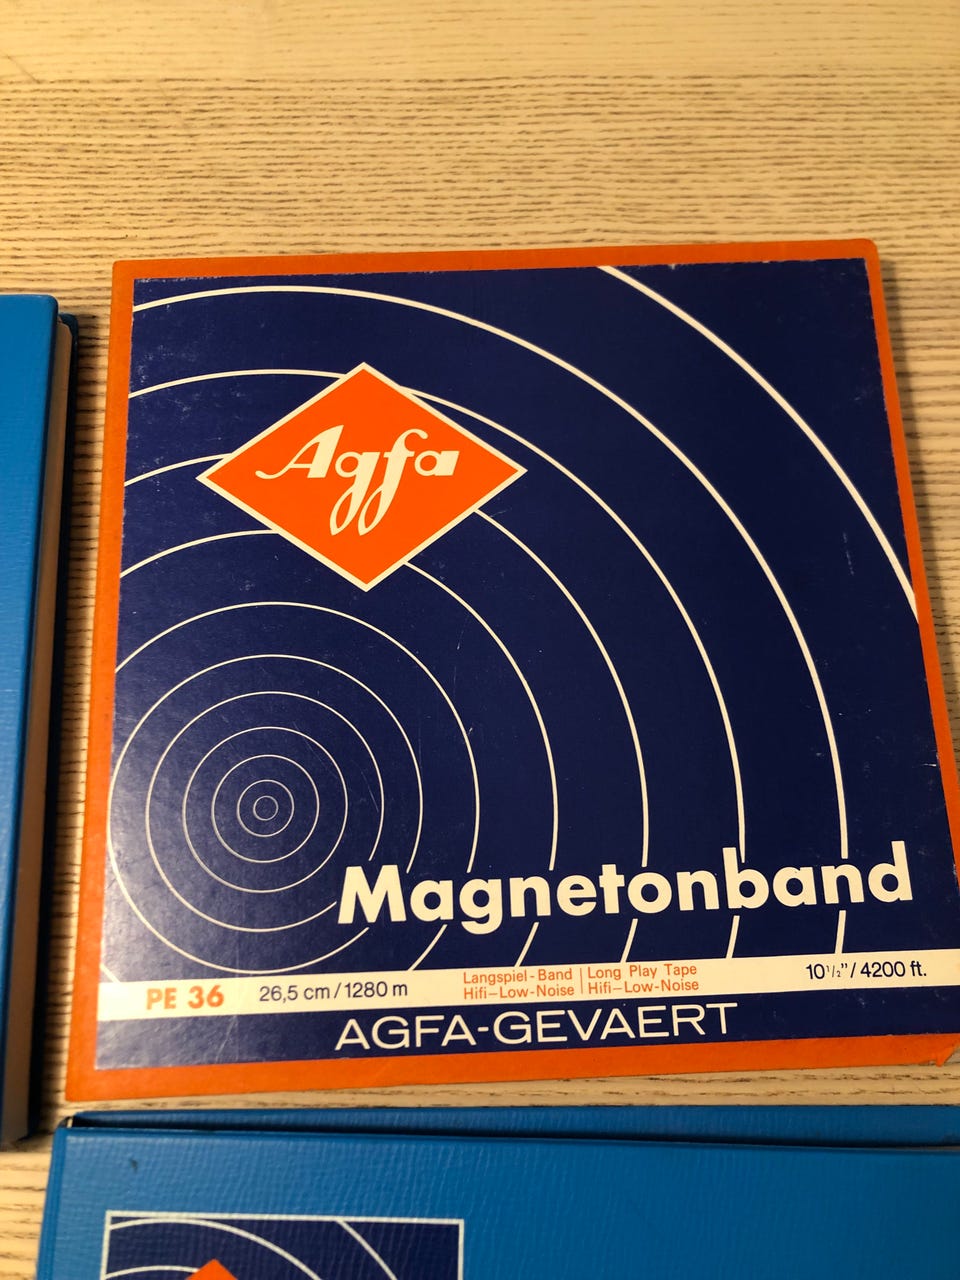 Agfa
Magnetonband
PE 36 26,5 cm / 1280 m Langspiel-Band Long Play Tape 10 1/2" / 4200 ft.
Hifi-Low-Noise Hifi-Low-Noise
AGFA-GEVAERT